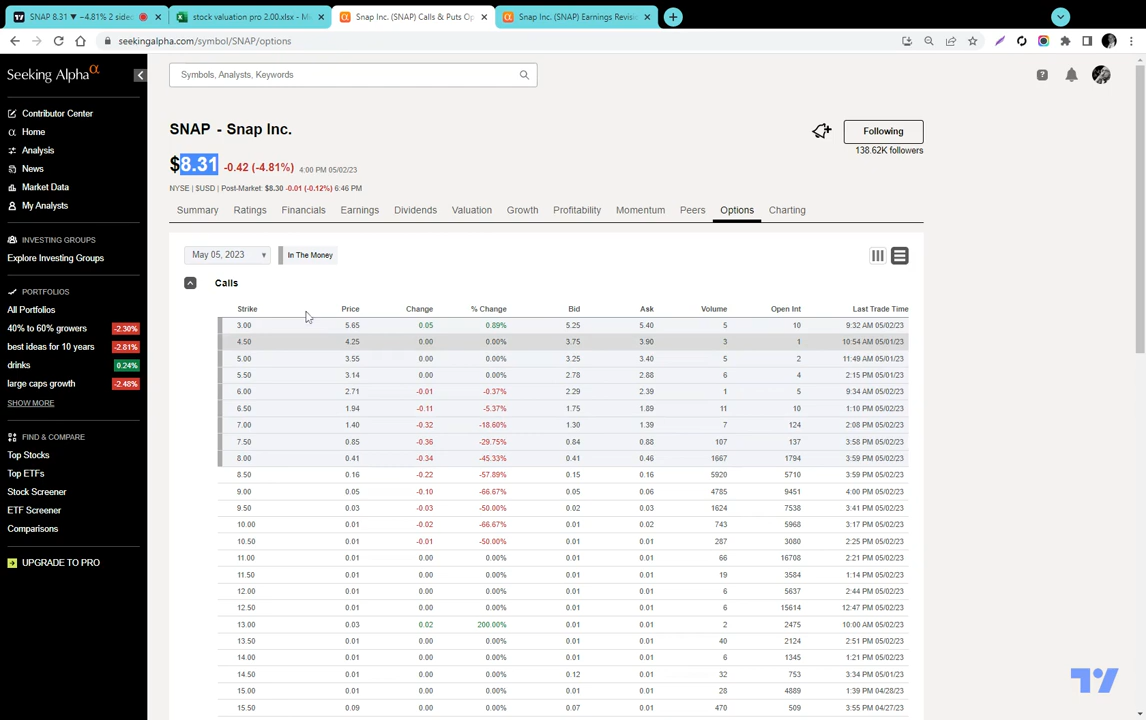 SNAP 8.31 ▼ −4.81% 2 sides
stock valuation pro 2.00.xlsx - Mi
Snap Inc. (SNAP) Calls & Puts Op
Snap Inc. (SNAP) Earnings Revisi
seekingalpha.com/symbol/SNAP/options
Seeking Alpha α
Symbols, Analysts, Keywords
Contributor Center
Home
Analysis
News
Market Data
My Analysts
INVESTING GROUPS
Explore Investing Groups
PORTFOLIOS
All Portfolios
40% to 60% growers -2.30%
best ideas for 10 years -2.81%
drinks 0.24%
large caps growth -2.48%
SHOW MORE
FIND & COMPARE
Top Stocks
Top ETFs
Stock Screener
ETF Screener
Comparisons
UPGRADE TO PRO
SNAP - Snap Inc.
Following
138.62K followers
$8.31 -0.42 (-4.81%) 4:00 PM 05/02/23
NYSE | $USD | Post-Market: $8.30 -0.01 (-0.12%) 6:46 PM
Summary Ratings Financials Earnings Dividends Valuation Growth Profitability Momentum Peers Options Charting
May 05, 2023 In The Money
Calls
Strike Price Change % Change Bid Ask Volume Open Int Last Trade Time
3.00 5.65 0.05 0.89% 5.25 5.40 5 10 9:32 AM 05/02/23
4.50 4.25 0.00 0.00% 3.75 3.90 3 1 10:54 AM 05/01/23
5.00 3.55 0.00 0.00% 3.25 3.40 5 2 11:49 AM 05/01/23
5.50 3.14 0.00 0.00% 2.78 2.88 6 4 2:15 PM 05/01/23
6.00 2.71 -0.01 -0.37% 2.29 2.39 1 5 9:34 AM 05/02/23
6.50 1.94 -0.11 -5.37% 1.75 1.89 11 10 1:10 PM 05/02/23
7.00 1.40 -0.32 -18.60% 1.30 1.39 7 124 2:08 PM 05/02/23
7.50 0.85 -0.36 -29.75% 0.84 0.88 107 137 3:58 PM 05/02/23
8.00 0.41 -0.34 -45.33% 0.41 0.46 1667 1794 3:59 PM 05/02/23
8.50 0.16 -0.22 -57.89% 0.15 0.16 5920 5710 3:59 PM 05/02/23
9.00 0.05 -0.10 -66.67% 0.05 0.06 4785 9451 4:00 PM 05/02/23
9.50 0.03 -0.03 -50.00% 0.02 0.03 1624 7538 3:41 PM 05/02/23
10.00 0.01 -0.02 -66.67% 0.01 0.02 743 5968 3:17 PM 05/02/23
10.50 0.01 -0.01 -50.00% 0.01 0.01 287 3080 2:25 PM 05/02/23
11.00 0.01 0.00 0.00% 0.01 0.01 66 16708 2:21 PM 05/02/23
11.50 0.01 0.00 0.00% 0.01 0.01 19 3584 1:14 PM 05/02/23
12.00 0.01 0.00 0.00% 0.01 0.01 6 5637 2:44 PM 05/02/23
12.50 0.01 0.00 0.00% 0.01 0.01 6 15614 12:47 PM 05/02/23
13.00 0.03 0.02 200.00% 0.01 0.01 2 2475 10:00 AM 05/02/23
13.50 0.01 0.00 0.00% 0.01 0.01 40 2124 2:51 PM 05/02/23
14.00 0.01 0.00 0.00% 0.01 0.01 6 1345 1:21 PM 05/02/23
14.50 0.01 0.00 0.00% 0.12 0.01 32 753 3:34 PM 05/01/23
15.00 0.01 0.00 0.00% 0.01 0.01 28 4889 1:39 PM 04/28/23
15.50 0.09 0.00 0.00% 0.07 0.01 470 509 3:55 PM 04/27/23